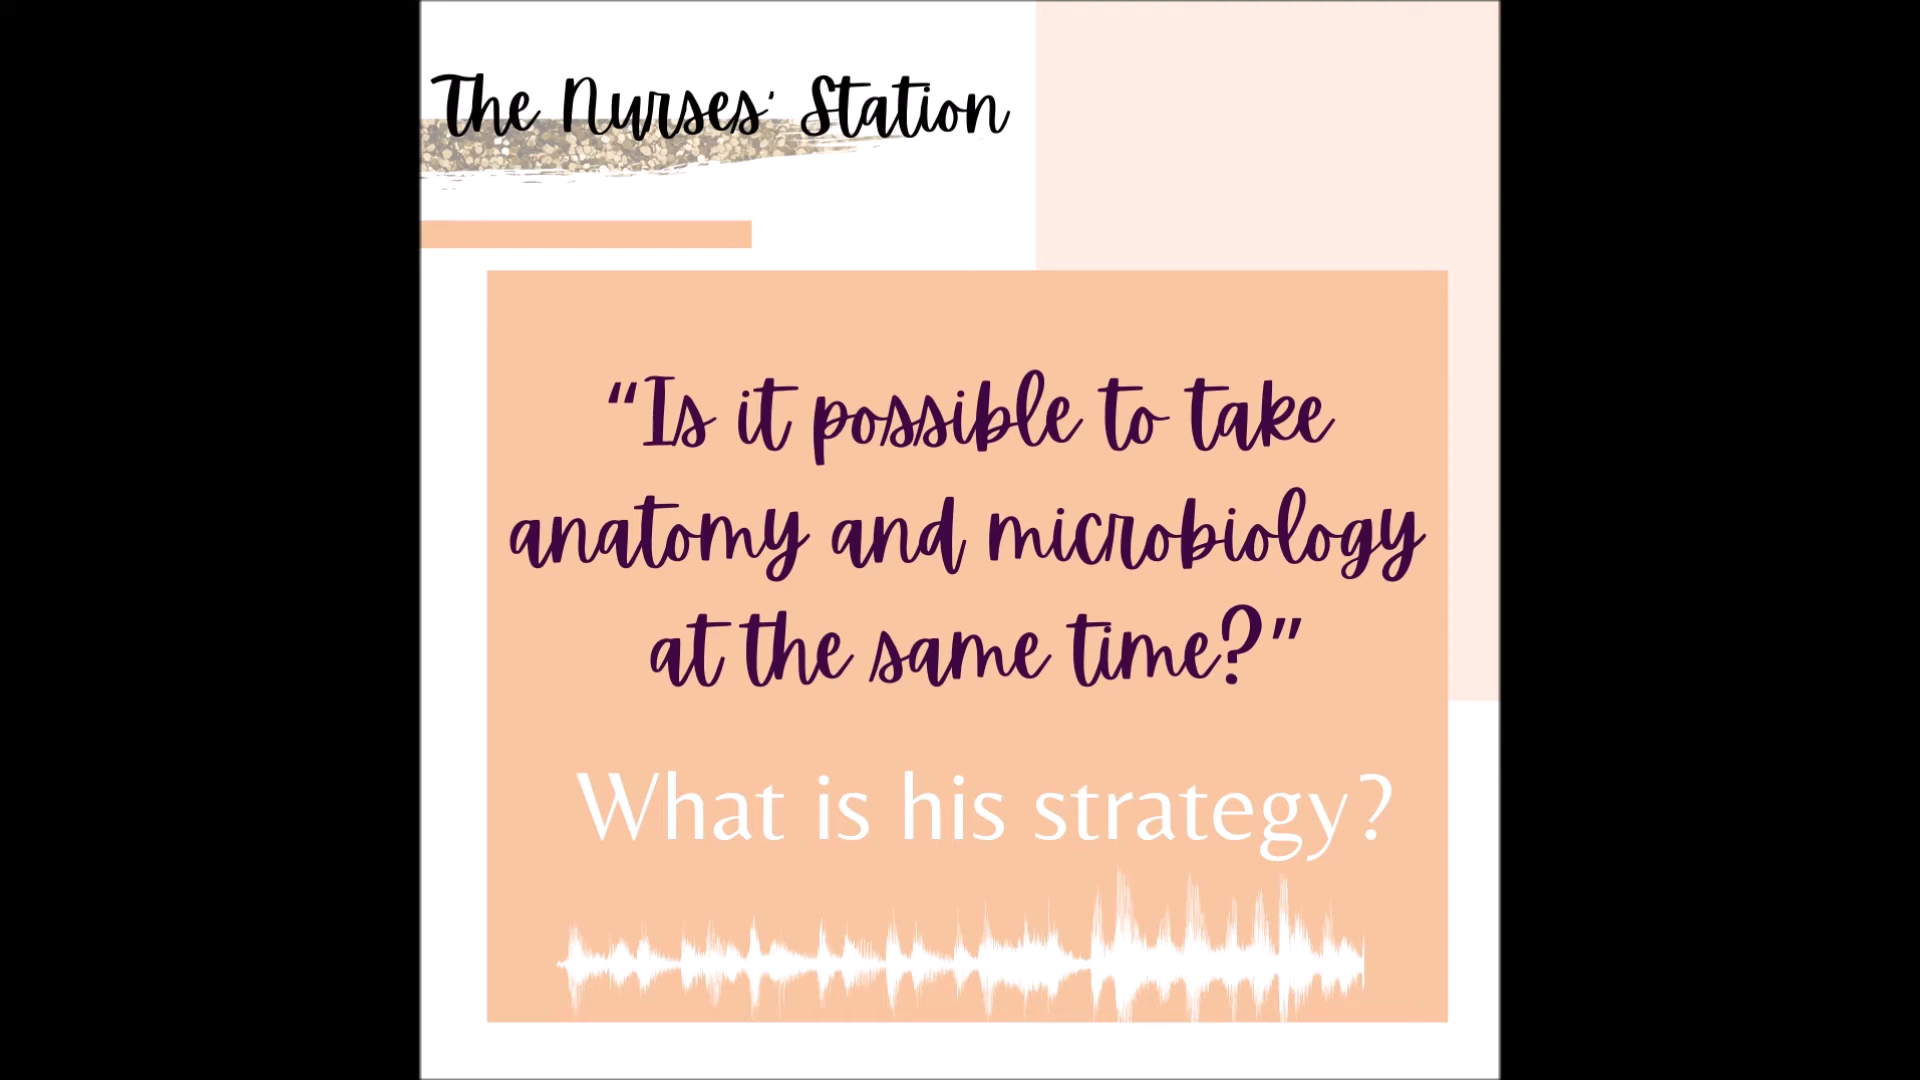 The Nurses' Station
“Is it possible to take
anatomy and microbiology
at the same time?”
What is his strategy?